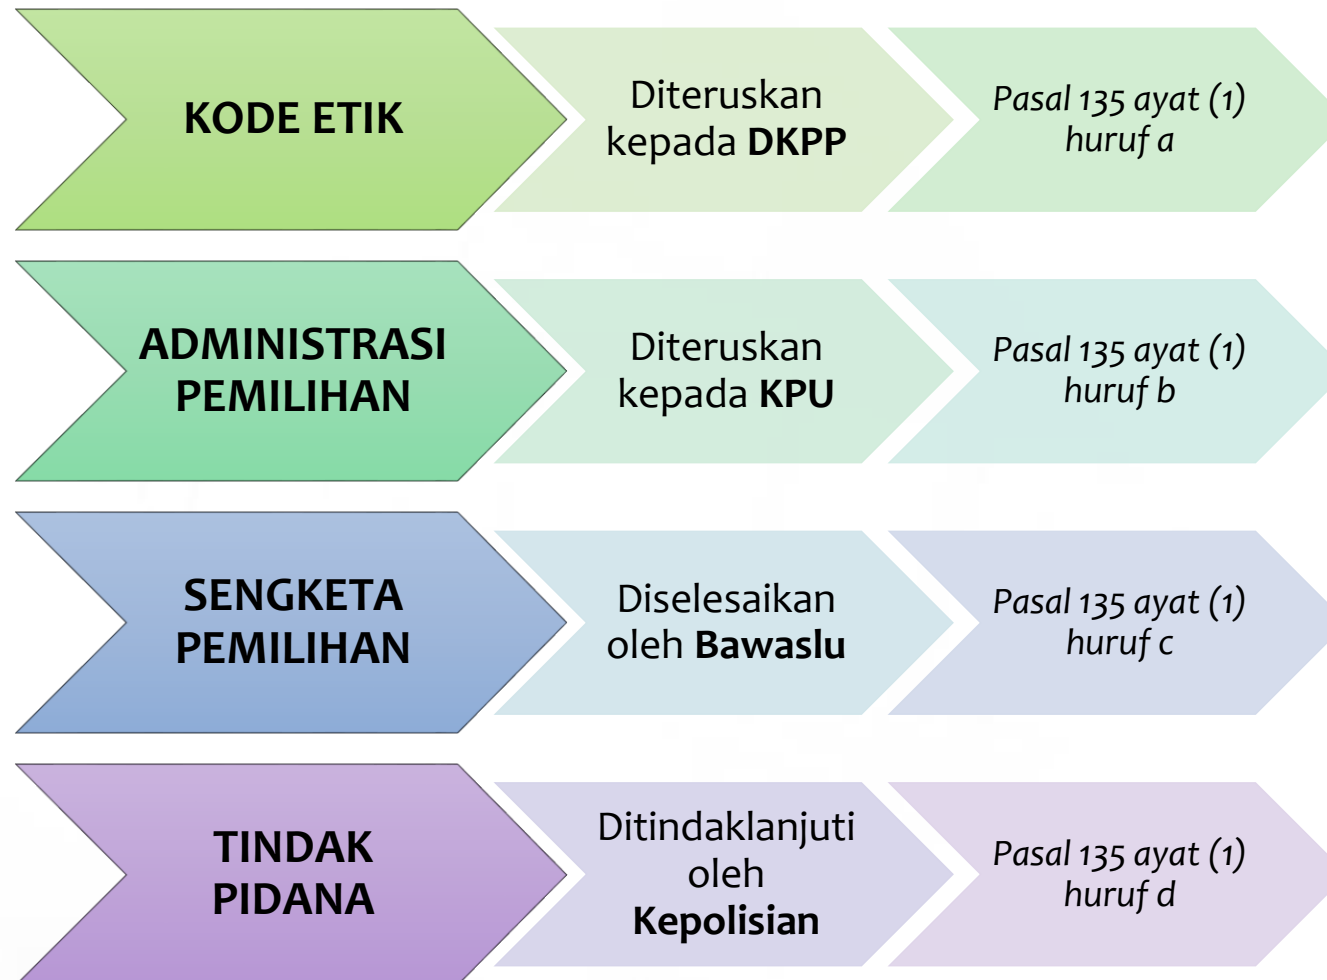 KODE ETIK
Diteruskan
kepada DKPP
Pasal 135 ayat (1)
huruf a
ADMINISTRASI
PEMILIHAN
Diteruskan
kepada KPU
Pasal 135 ayat (1)
huruf b
SENGKETA
PEMILIHAN
Diselesaikan
oleh Bawaslu
Pasal 135 ayat (1)
huruf c
TINDAK
PIDANA
Ditindaklanjuti
oleh
Kepolisian
Pasal 135 ayat (1)
huruf d